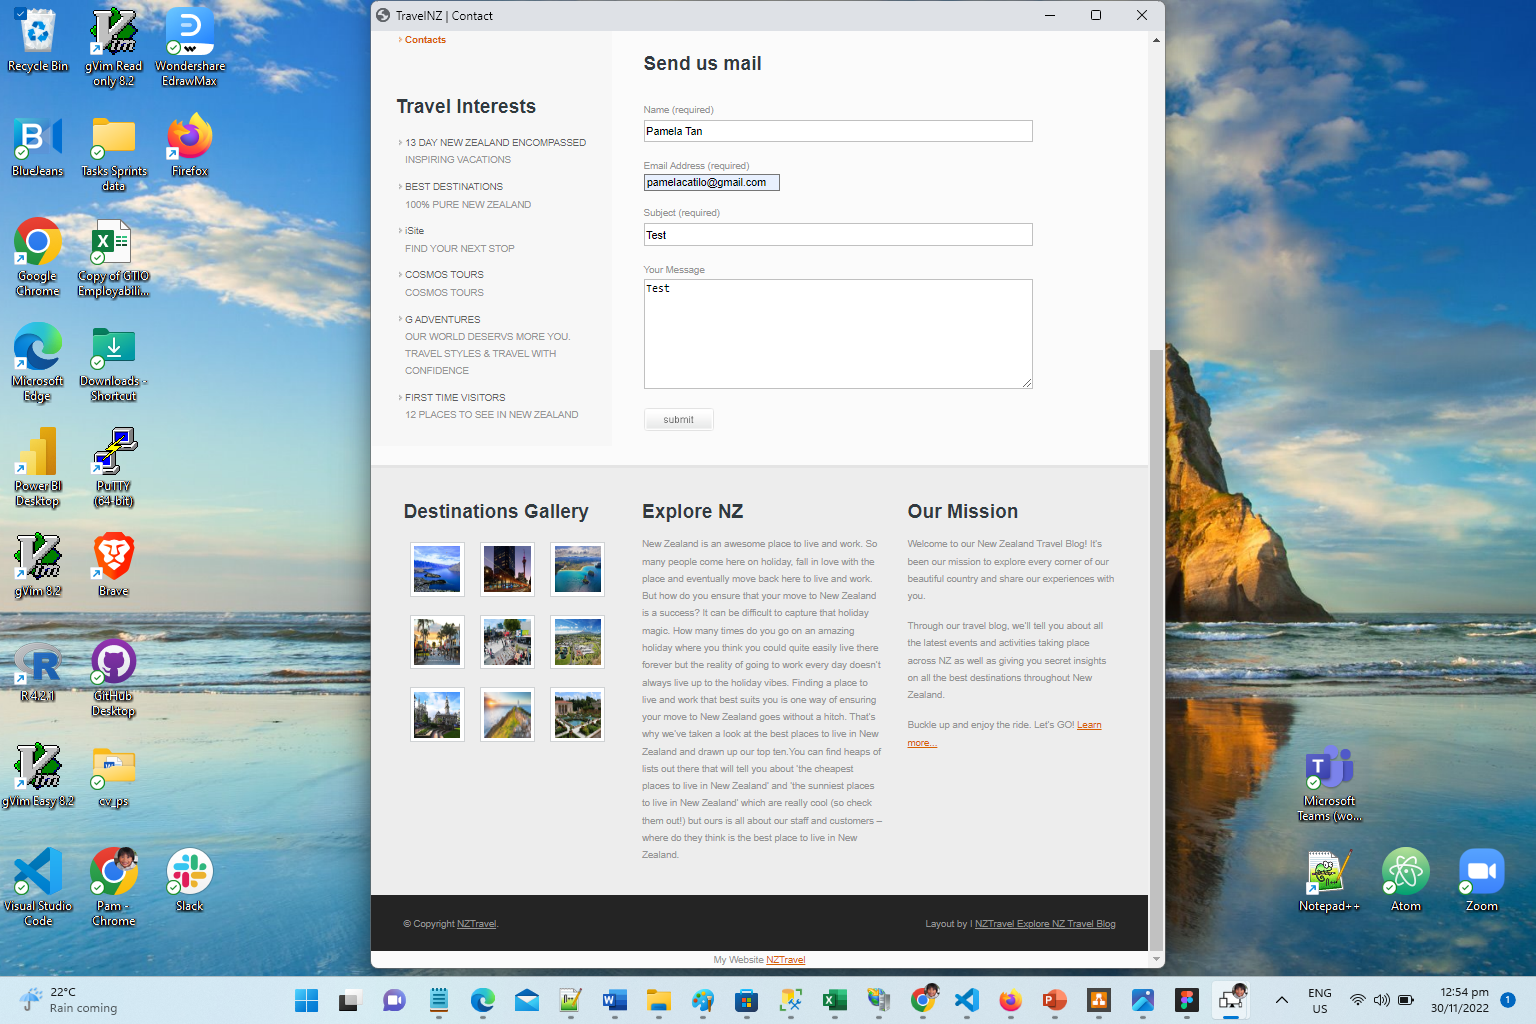 Recycle Bin
gVim Read
only 8.2
Wondershare
EdrawMax
BlueJeans
Tasks Sprints
data
Firefox
Google
Chrome
Copy of GTIO
Employabili...
Microsoft
Edge
Downloads -
Shortcut
Power BI
Desktop
PuTTY
(64-bit)
gVim 8.2
Brave
R 4.2.1
GitHub
Desktop
gVim Easy 8.2
cv_ps
Visual Studio
Code
Pam -
Chrome
Slack
TravelNZ | Contact
Contacts
Travel Interests
13 DAY NEW ZEALAND ENCOMPASSED
INSPIRING VACATIONS
BEST DESTINATIONS
100% PURE NEW ZEALAND
iSite
FIND YOUR NEXT STOP
COSMOS TOURS
COSMOS TOURS
G ADVENTURES
OUR WORLD DESERVS MORE YOU.
TRAVEL STYLES & TRAVEL WITH
CONFIDENCE
FIRST TIME VISITORS
12 PLACES TO SEE IN NEW ZEALAND
Send us mail
Name (required)
Pamela Tan
Email Address (required)
pamelacatilo@gmail.com
Subject (required)
Test
Your Message
Test
submit
Destinations Gallery
Explore NZ
New Zealand is an awesome place to live and work. So
many people come here on holiday, fall in love with the
place and eventually move back here to live and work.
But how do you ensure that your move to New Zealand
is a success? It can be difficult to capture that holiday
magic. How many times do you go on an amazing
holiday where you think you could quite easily live there
forever but the reality of going to work every day doesn't
always live up to the holiday vibes. Finding a place to
live and work that best suits you is one way of ensuring
your move to New Zealand goes without a hitch. That's
why we've taken a look at the best places to live in New
Zealand and drawn up our top ten.You can find heaps of
lists out there that will tell you about 'the cheapest
places to live in New Zealand' and 'the sunniest places
to live in New Zealand' which are really cool (so check
them out!) but ours is all about our staff and customers –
where do they think is the best place to live in New
Zealand.
Our Mission
Welcome to our New Zealand Travel Blog! It's
been our mission to explore every corner of our
beautiful country and share our experiences with
you.
Through our travel blog, we'll tell you about all
the latest events and activities taking place
across NZ as well as giving you secret insights
on all the best destinations throughout New
Zealand.
Buckle up and enjoy the ride. Let's GO! Learn
more...
© Copyright NZTravel.
Layout by | NZTravel Explore NZ Travel Blog
My Website NZTravel
Microsoft
Teams (wo...
Notepad++
Atom
Zoom
22°C
Rain coming
ENG
US
12:54 pm
30/11/2022
1